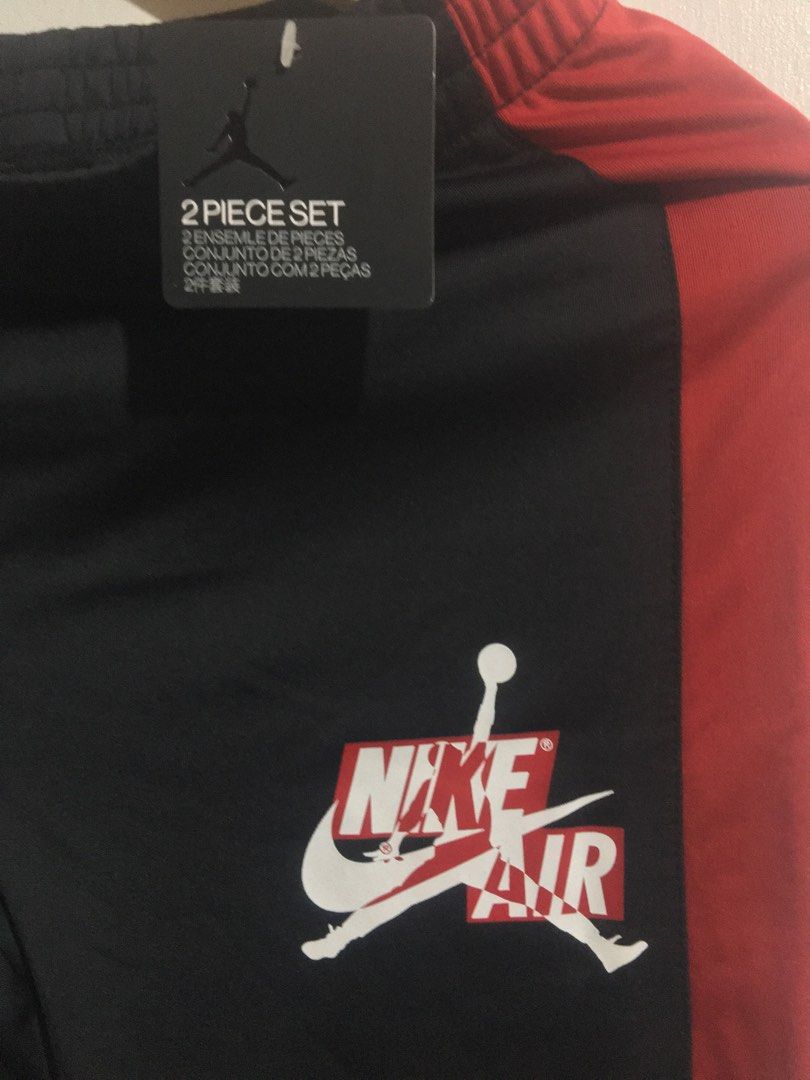 2 PIECE SET
2 ENSEMLE DE PIECES
CONJUNTO DE 2 PIEZAS
CONJUNTO COM 2 PEÇAS
2件套装
NIKE®
AIR